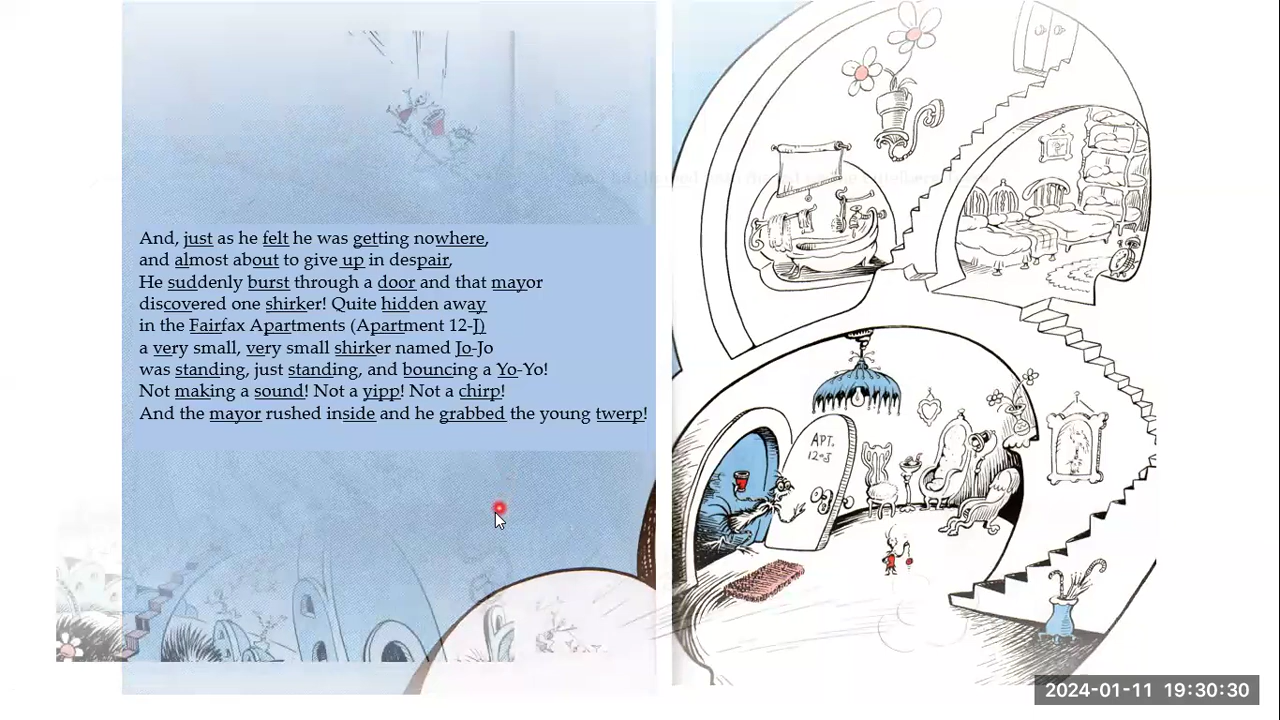 And, just as he felt he was getting nowhere,
and almost about to give up in despair,
He suddenly burst through a door and that mayor
discovered one shirker! Quite hidden away
in the Fairfax Apartments (Apartment 12-J)
a very small, very small shirker named Jo-Jo
was standing, just standing, and bouncing a Yo-Yo!
Not making a sound! Not a yipp! Not a chirp!
And the mayor rushed inside and he grabbed the young twerp!
APT.
12-J
2024-01-11 19:30:30